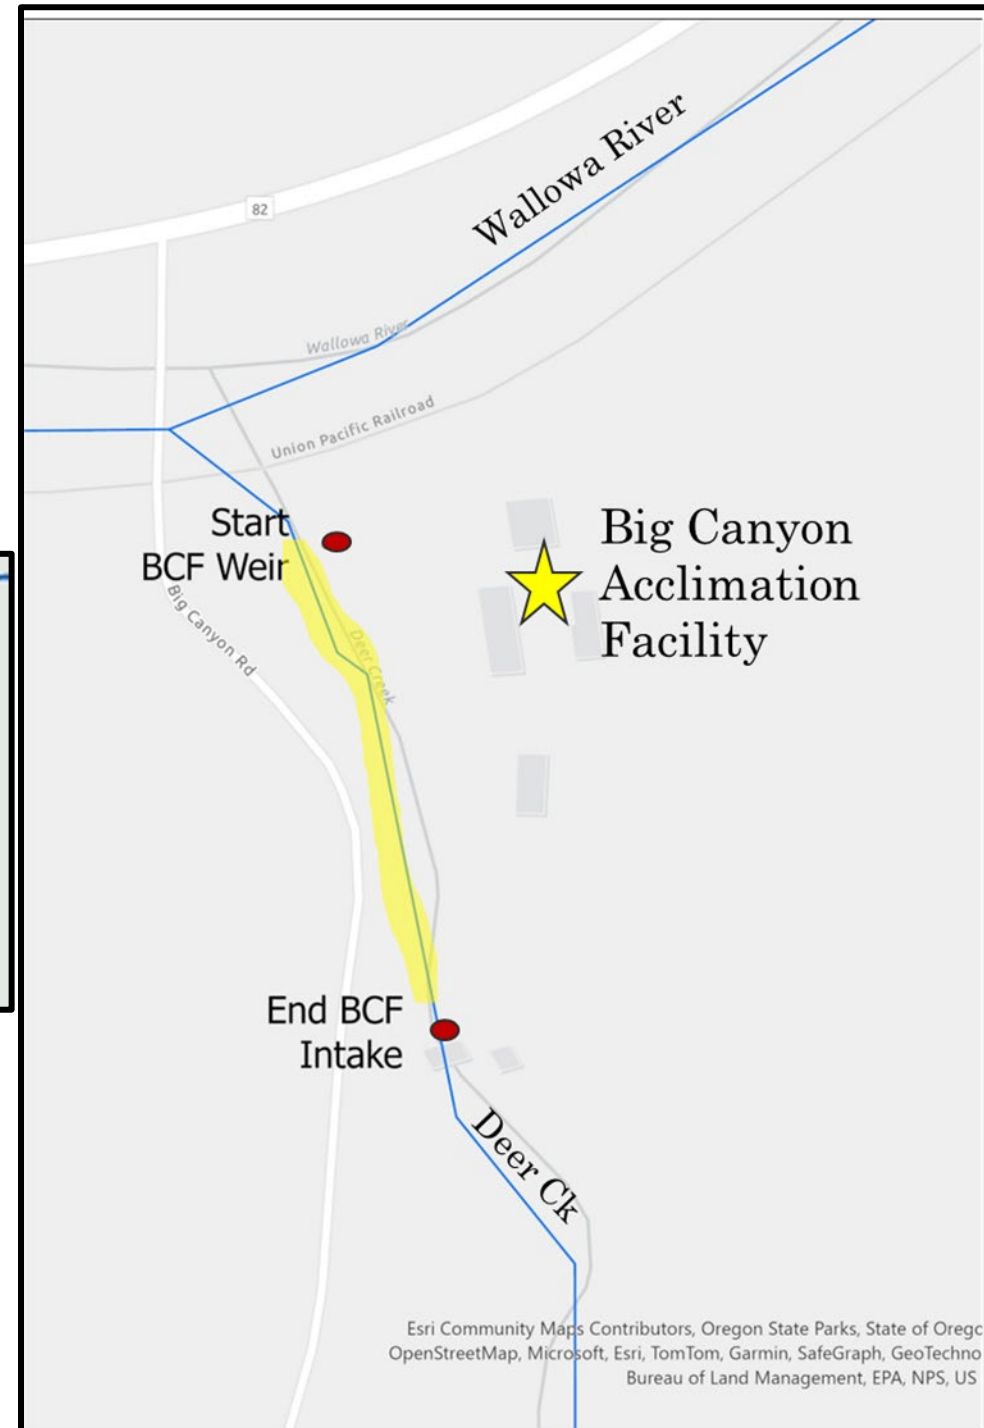 Wallowa River
82
Wallowa River
Union Pacific Railroad
Start
BCF Weir
Big Canyon
Acclimation
Facility
Big Canyon Rd
Deer Creek
End BCF
Intake
Deer Ck
Esri Community Maps Contributors, Oregon State Parks, State of Orego
OpenStreetMap, Microsoft, Esri, TomTom, Garmin, SafeGraph, GeoTechno
Bureau of Land Management, EPA, NPS, US